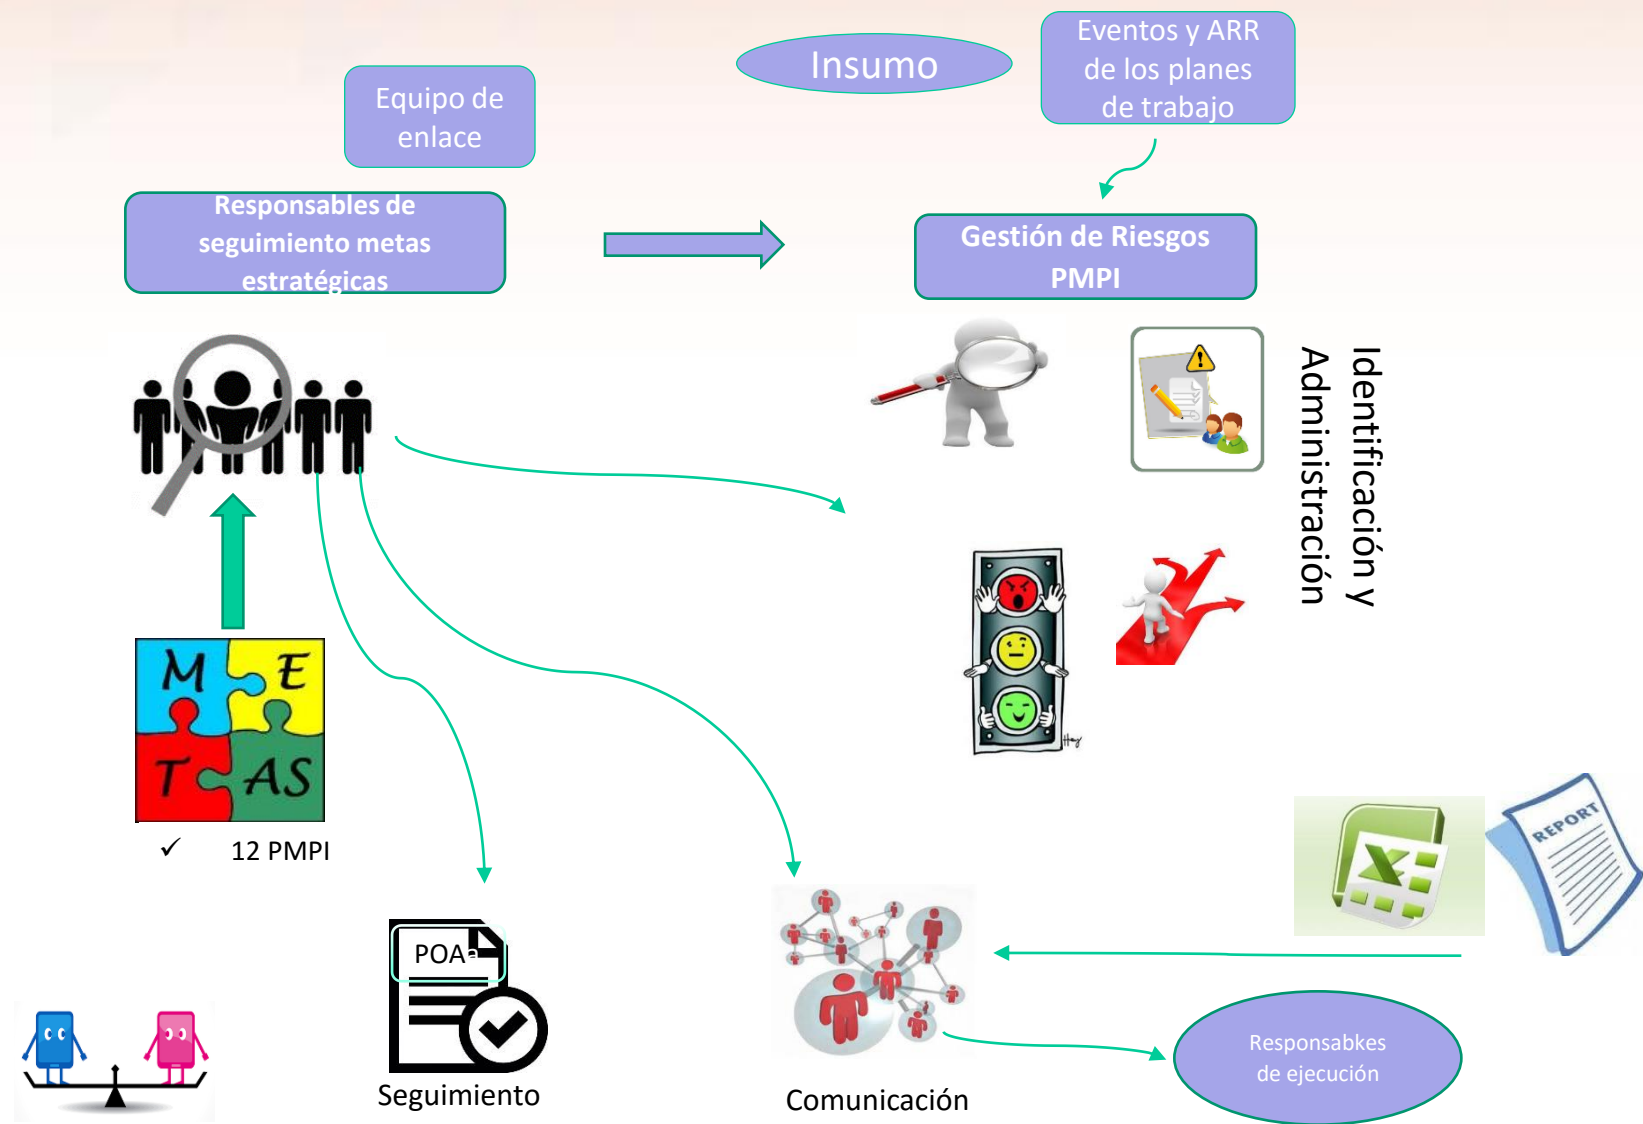 Insumo
Eventos y ARR
de los planes
de trabajo
Equipo de
enlace
Responsables de
seguimiento metas
estratégicas
Gestión de Riesgos
PMPI
Identificación y
Administración
M E
T AS
✓ 12 PMPI
REPORT
POA
Seguimiento
Comunicación
Responsabkes
de ejecución